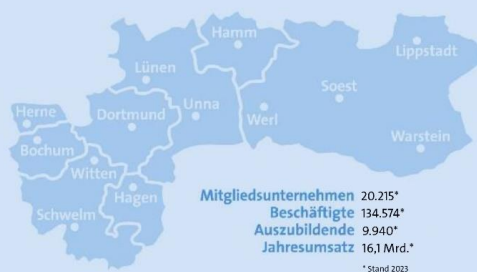 Hamm
Lippstadt
Lünen
Soest
Herne
Dortmund
Unna
Werl
Bochum
Warstein
Witten
Hagen
Schwelm
Mitgliedsunternehmen 20.215*
Beschäftigte 134.574*
Auszubildende 9.940*
Jahresumsatz 16,1 Mrd.*
* Stand 2023